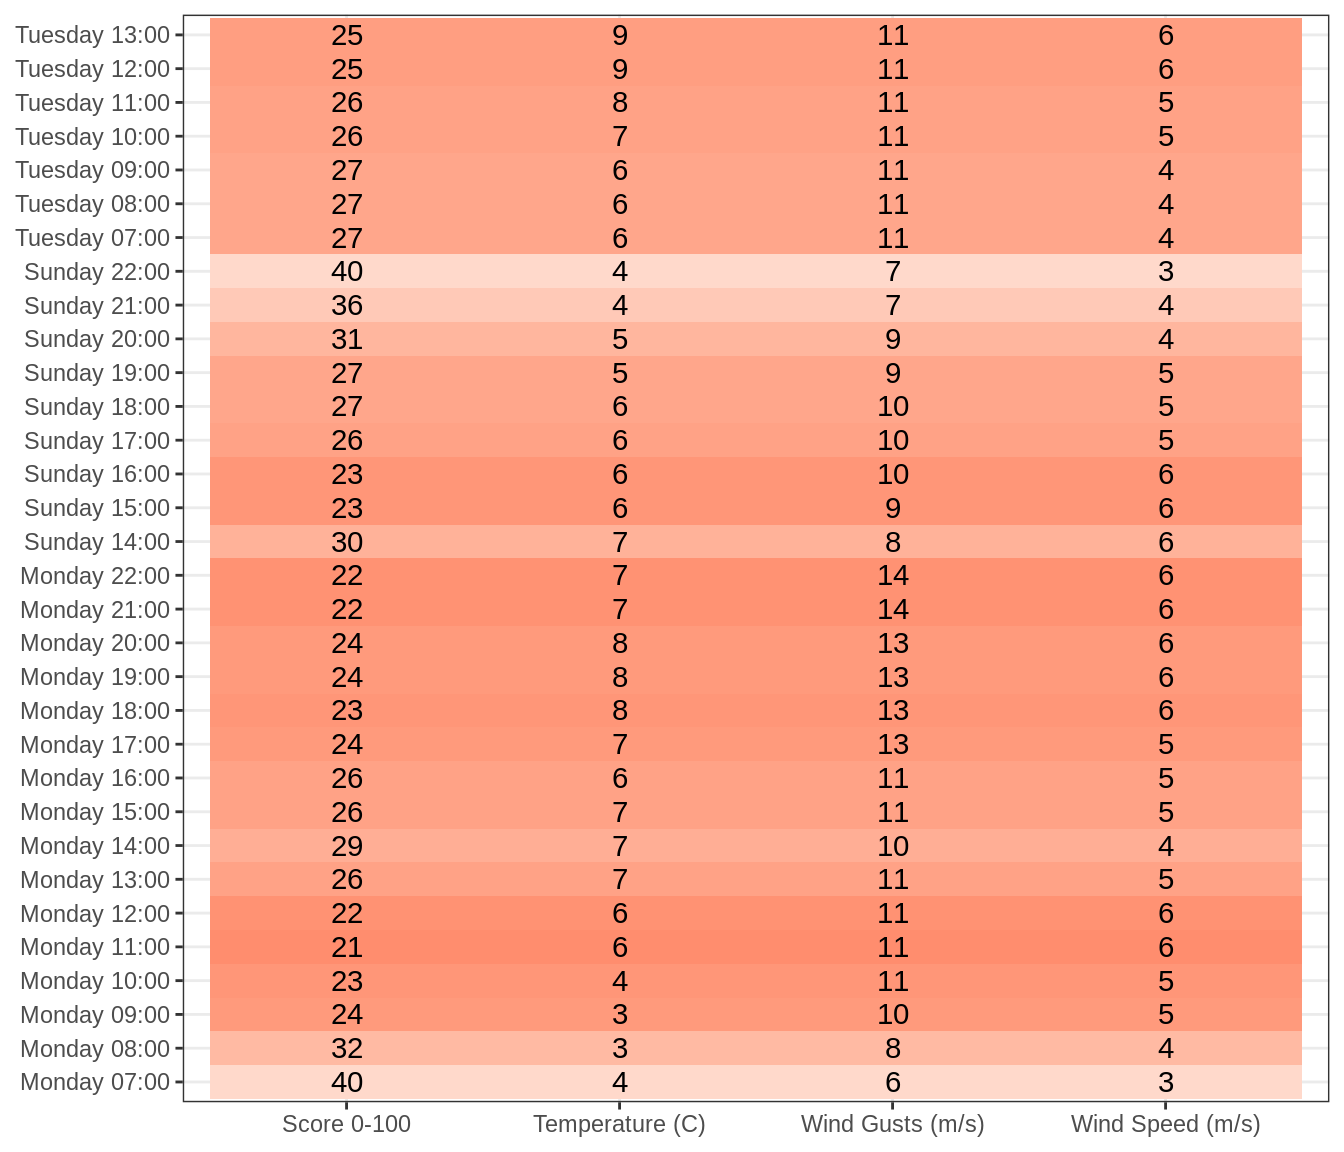 Tuesday 13:00 25 9 11 6
Tuesday 12:00 25 9 11 6
Tuesday 11:00 26 8 11 5
Tuesday 10:00 26 7 11 5
Tuesday 09:00 27 6 11 4
Tuesday 08:00 27 6 11 4
Tuesday 07:00 27 6 11 4
Sunday 22:00 40 4 7 3
Sunday 21:00 36 4 7 4
Sunday 20:00 31 5 9 4
Sunday 19:00 27 5 9 5
Sunday 18:00 27 6 10 5
Sunday 17:00 26 6 10 5
Sunday 16:00 23 6 10 6
Sunday 15:00 23 6 9 6
Sunday 14:00 30 7 8 6
Monday 22:00 22 7 14 6
Monday 21:00 22 7 14 6
Monday 20:00 24 8 13 6
Monday 19:00 24 8 13 6
Monday 18:00 23 8 13 6
Monday 17:00 24 7 13 5
Monday 16:00 26 6 11 5
Monday 15:00 26 7 11 5
Monday 14:00 29 7 10 4
Monday 13:00 26 7 11 5
Monday 12:00 22 6 11 6
Monday 11:00 21 6 11 6
Monday 10:00 23 4 11 5
Monday 09:00 24 3 10 5
Monday 08:00 32 3 8 4
Monday 07:00 40 4 6 3
Score 0-100 Temperature (C) Wind Gusts (m/s) Wind Speed (m/s)